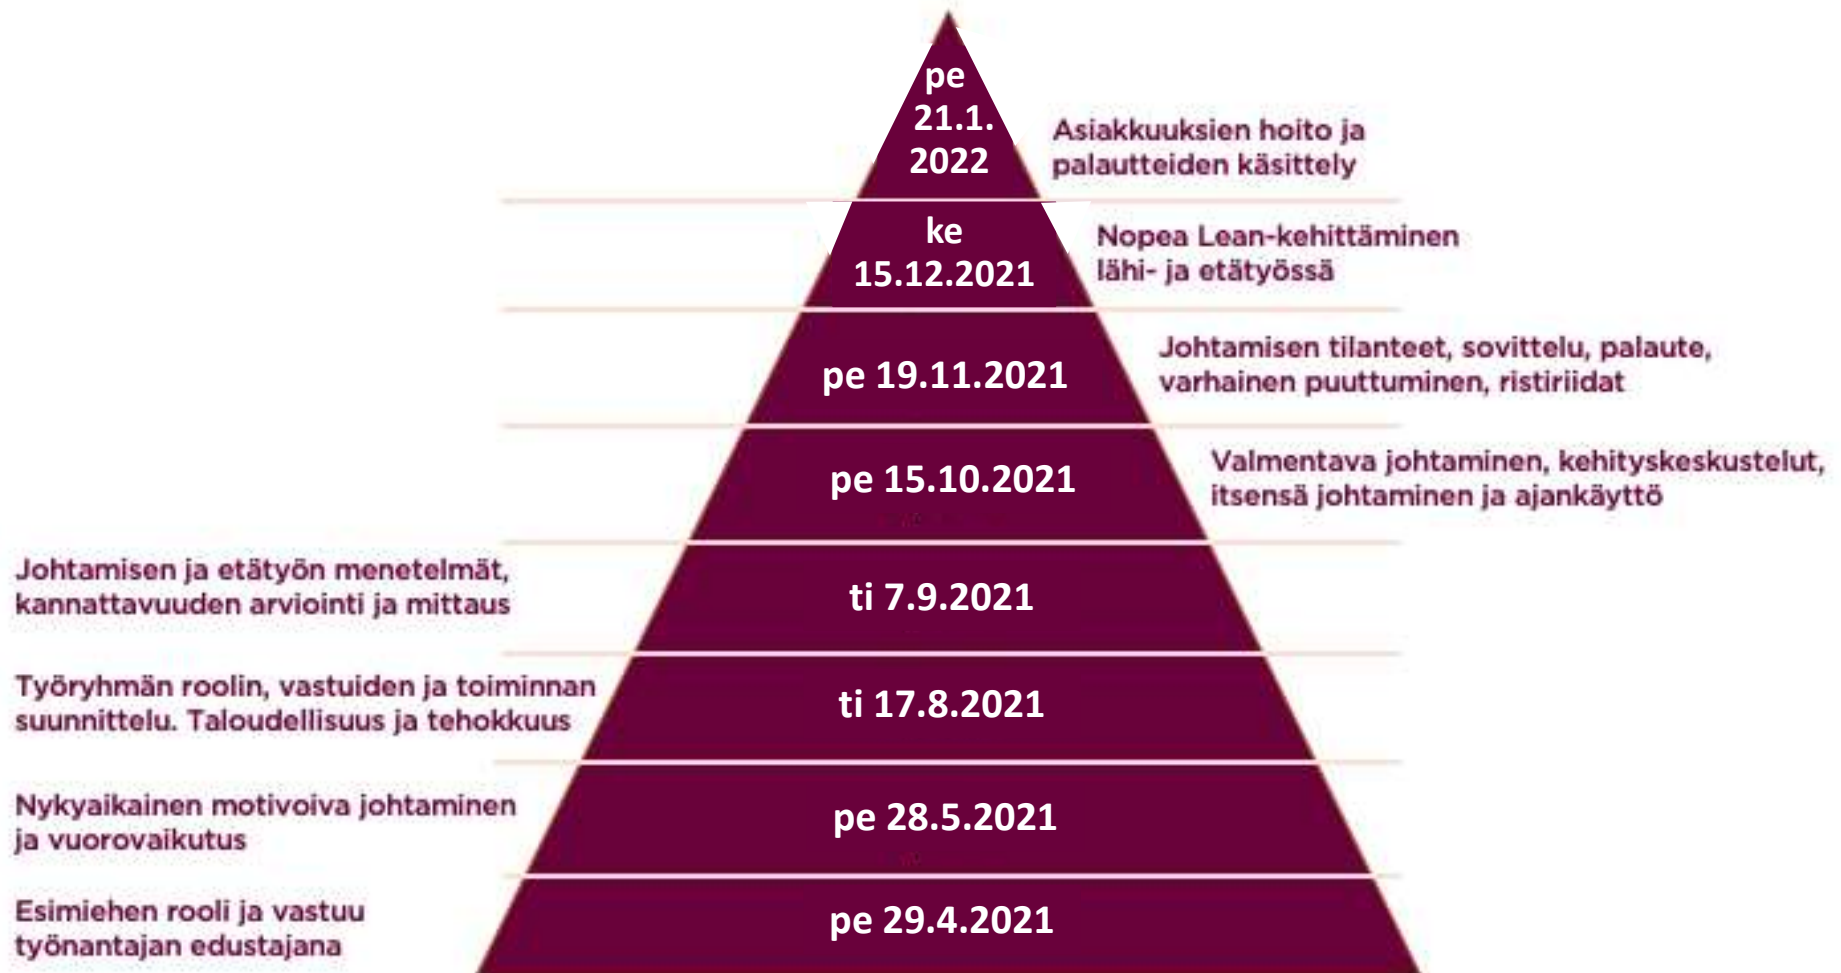 pe
21.1.
2022
Asiakkuuksien hoito ja
palautteiden käsittely
ke
15.12.2021
Nopea Lean-kehittäminen
lähi- ja etätyössä
pe 19.11.2021
Johtamisen tilanteet, sovittelu, palaute,
varhainen puuttuminen, ristiriidat
pe 15.10.2021
Valmentava johtaminen, kehityskeskustelut,
itsensä johtaminen ja ajankäyttö
Johtamisen ja etätyön menetelmät,
kannattavuuden arviointi ja mittaus
ti 7.9.2021
Työryhmän roolin, vastuiden ja toiminnan
suunnittelu. Taloudellisuus ja tehokkuus
ti 17.8.2021
Nykyaikainen motivoiva johtaminen
ja vuorovaikutus
pe 28.5.2021
Esimiehen rooli ja vastuu
työnantajan edustajana
pe 29.4.2021